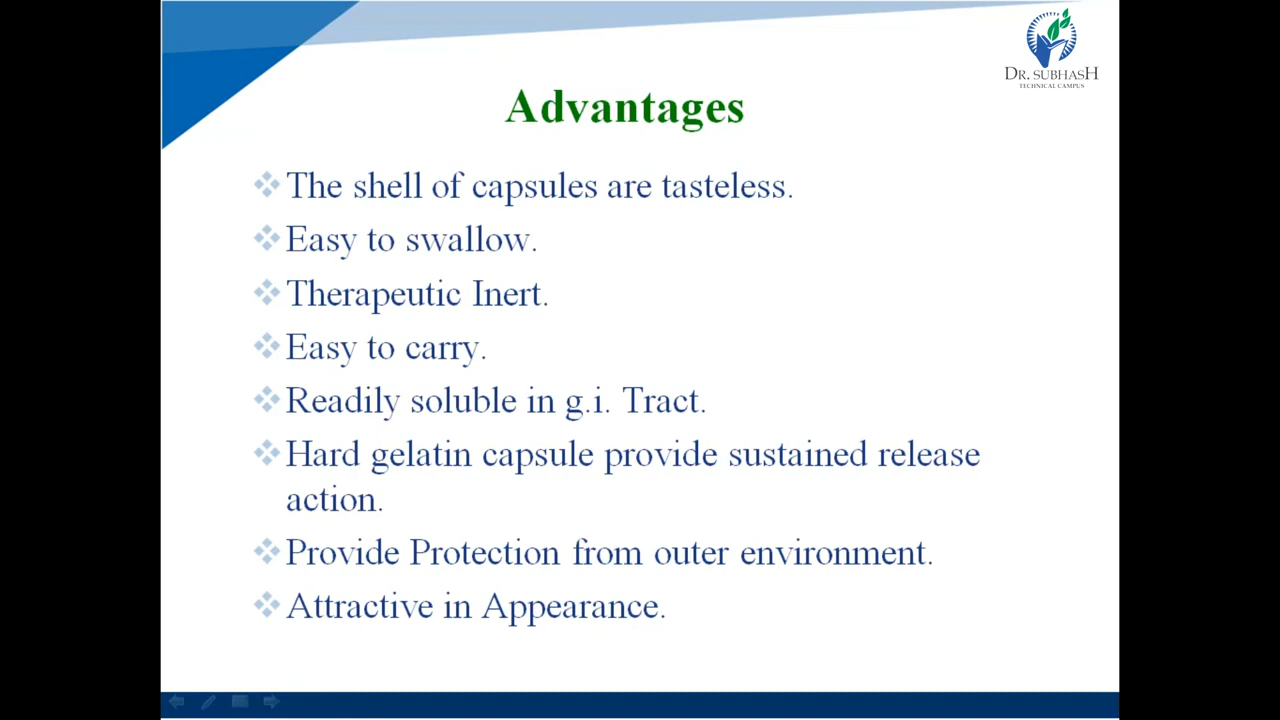 DR. SUBHASH
TECHNICAL CAMPUS
Advantages
The shell of capsules are tasteless.
Easy to swallow.
Therapeutic Inert.
Easy to carry.
Readily soluble in g.i. Tract.
Hard gelatin capsule provide sustained release
action.
Provide Protection from outer environment.
Attractive in Appearance.